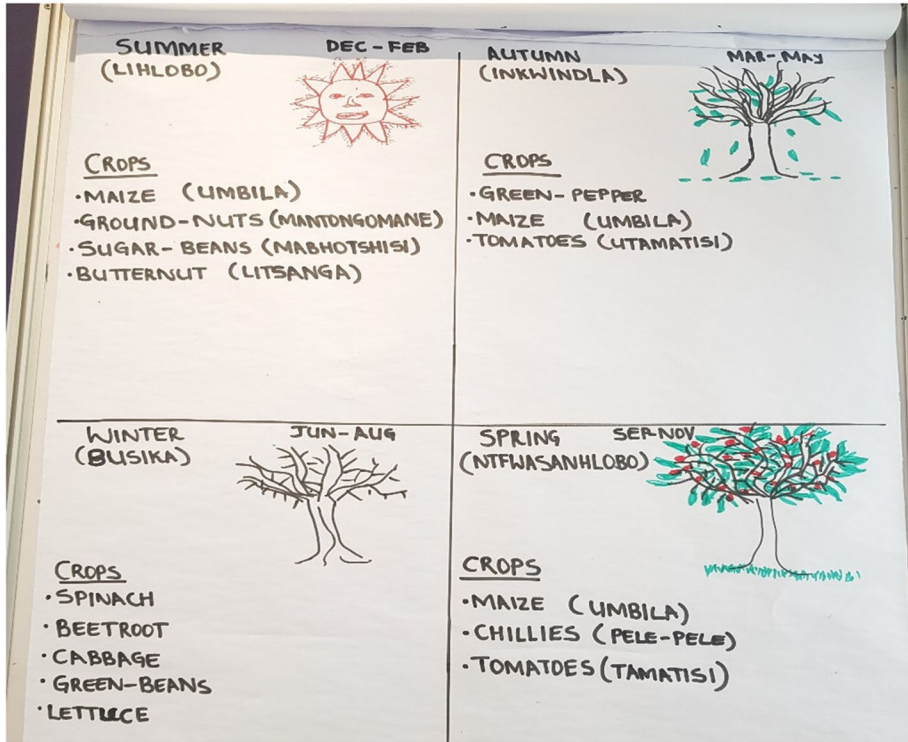 SUMMER DEC-FEB
(LIHLOBO)
CROPS
•MAIZE (UMBILA)
•GROUND-NUTS (MANTONGOMANE)
•SUGAR-BEANS (MABHOTSHISI)
•BUTTERNUT (LITSANGA)
AUTUMN MAR-MAY
(INKWINDLA)
CROPS
•GREEN-PEPPER
•MAIZE (UMBILA)
•TOMATOES (UTAMATISI)
WINTER JUN-AUG
(BUSIKA)
CROPS
•SPINACH
•BEETROOT
•CABBAGE
•GREEN-BEANS
•LETTUCE
SPRING SEP-NOV
(NTFWASANHLOBO)
CROPS
•MAIZE (UMBILA)
•CHILLIES (PELE-PELE)
•TOMATOES (TAMATISI)